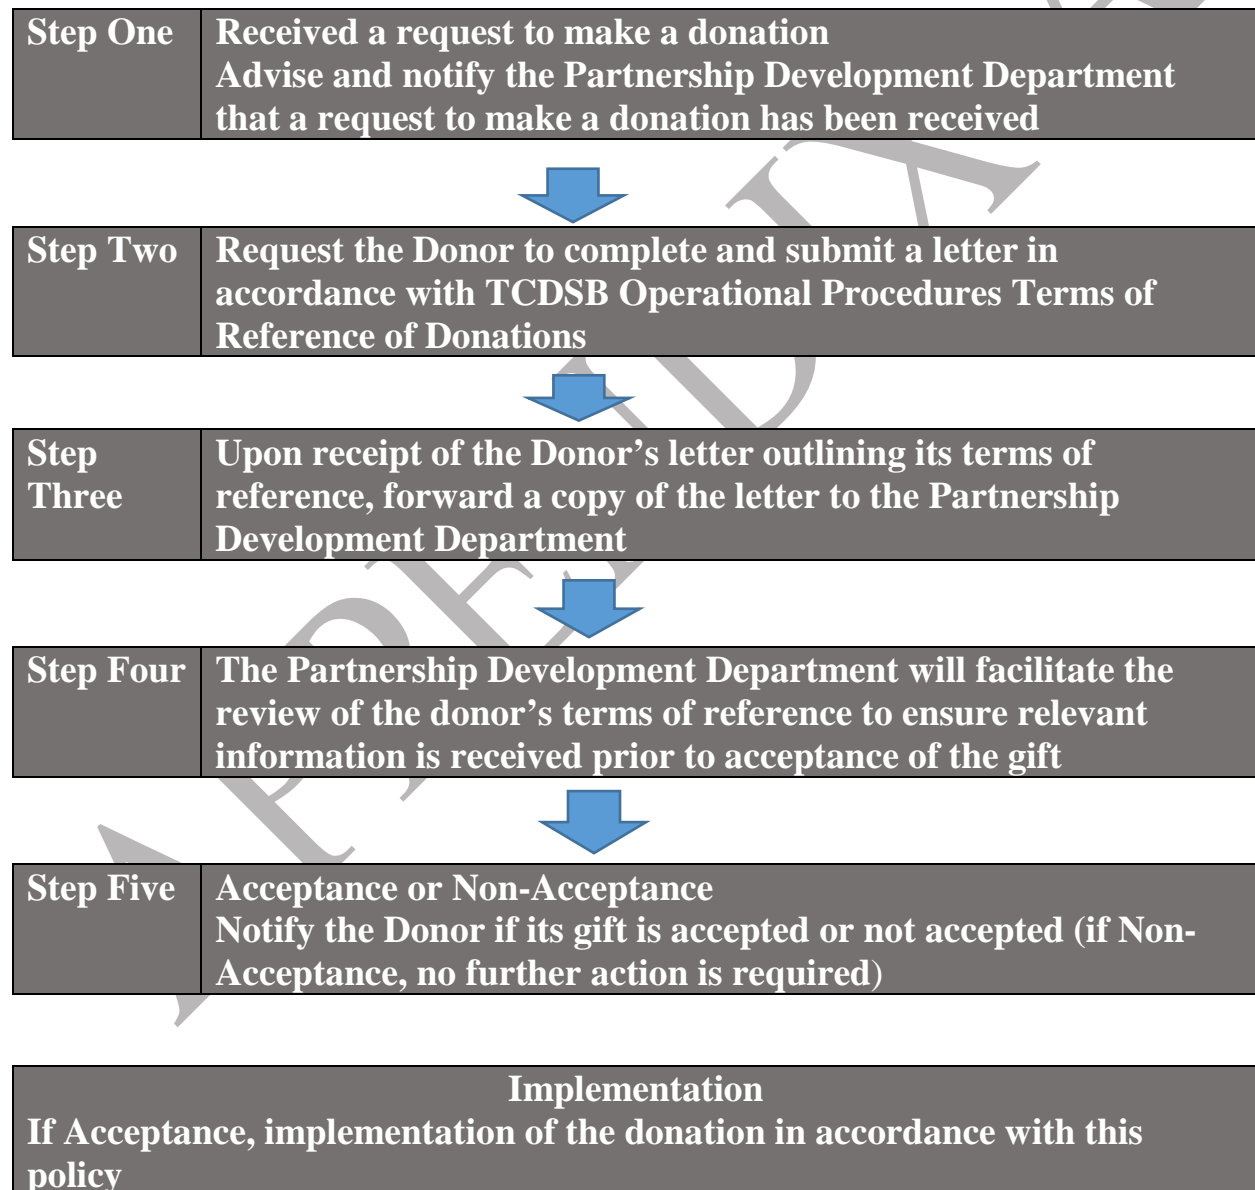 Step One Received a request to make a donation
Advise and notify the Partnership Development Department
that a request to make a donation has been received
Step Two Request the Donor to complete and submit a letter in
accordance with TCDSB Operational Procedures Terms of
Reference of Donations
Step Upon receipt of the Donor’s letter outlining its terms of
Three reference, forward a copy of the letter to the Partnership
Development Department
Step Four The Partnership Development Department will facilitate the
review of the donor’s terms of reference to ensure relevant
information is received prior to acceptance of the gift
Step Five Acceptance or Non-Acceptance
Notify the Donor if its gift is accepted or not accepted (if Non-
Acceptance, no further action is required)
Implementation
If Acceptance, implementation of the donation in accordance with this
policy
APPENDIX A